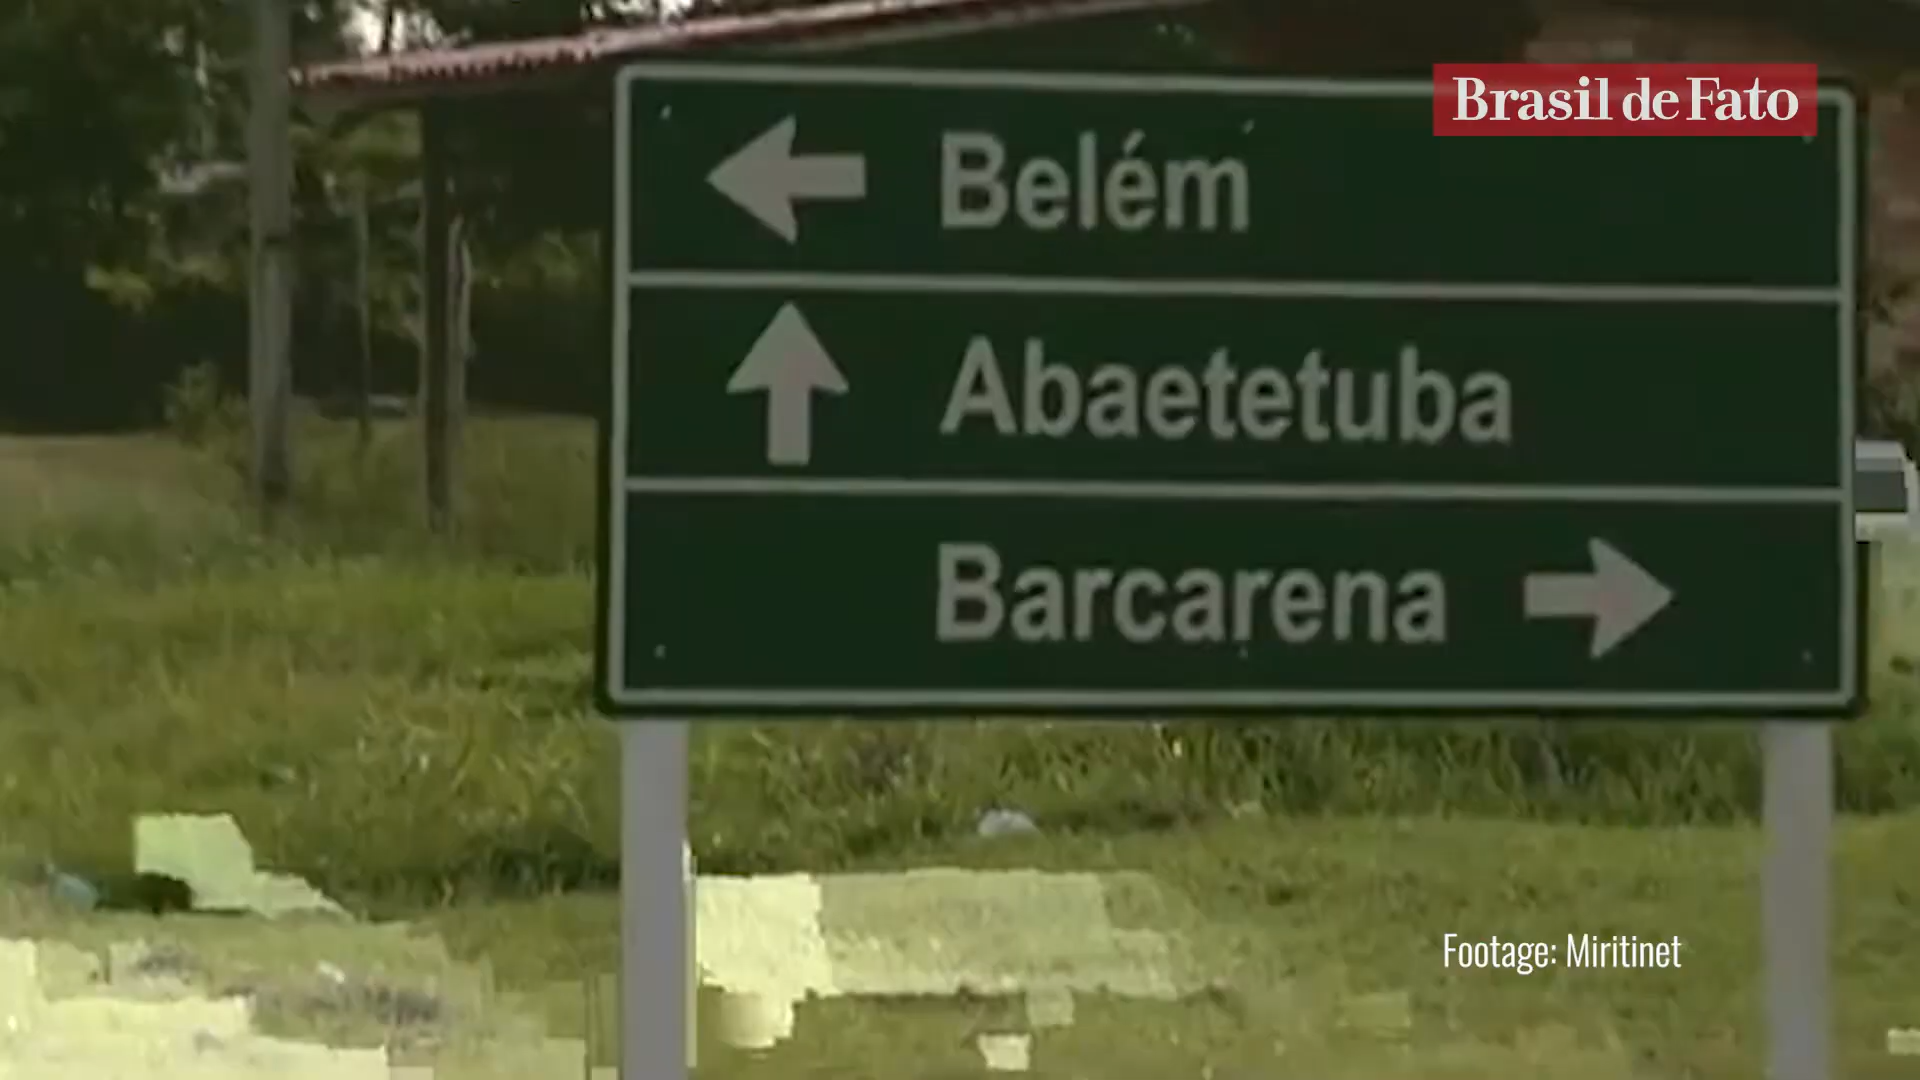 Brasil de Fato
Belém
Abaetetuba
Barcarena
Footage: Miritinet